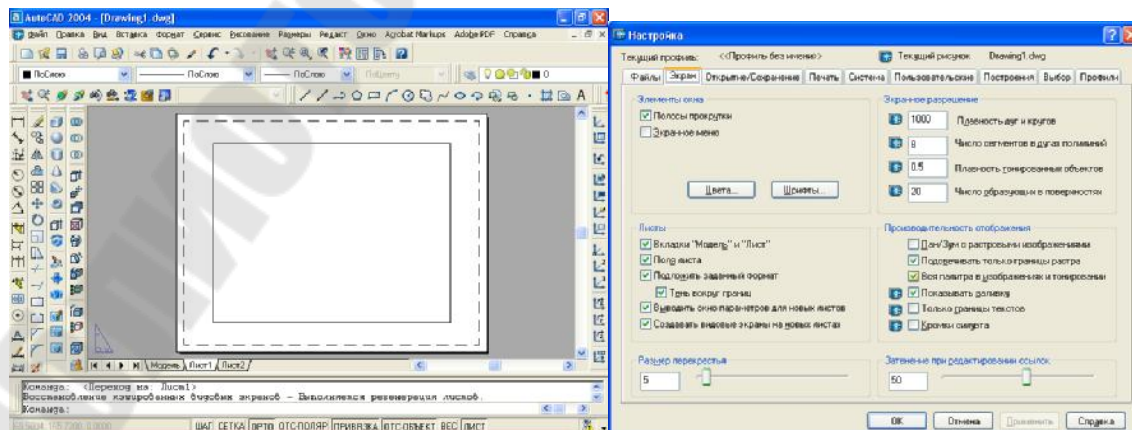 AutoCAD 2004 - [Drawing1.dwg]
Файл Правка Вид Вставка Формат Сервис Рисование Размеры Редакт Окно Acrobat Markups Adobe PDF Справка
ПоСлою ПоСлою ПоСлою ПоЦвету 0
Модель Лист1 Лист2
Команда: <Переход на: Лист1>
Восстановление кэшированных видовых экранов - Выполняется регенерация листов.
Команда:
ШАГ СЕТКА ОРТО ОТС-ПОЛЯР ПРИВЯЗКА ОТС-ОБЪЕКТ ВЕС ЛИСТ
Настройка
Текущий профиль: <<Профиль без имени>> Текущий рисунок: Drawing1.dwg
Файлы Экран Открытие/Сохранение Печать Система Пользовательские Построения Выбор Профили
Элементы окна
Полосы прокрутки
Экранное меню
Цвета... Шрифты...
Экранное разрешение
1000 Плавность дуг и кругов
8 Число сегментов в дугах полилиний
0.5 Плавность тонированных объектов
20 Число образующих в поверхностях
Листы
Вкладки "Модель" и "Лист"
Поля листа
Подложить заданный формат
Тень вокруг границ
Выводить окно параметров для новых листов
Создавать видовые экраны на новых листах
Производительность отображения
Пан/Зум с растровыми изображениями
Подсвечивать только границы растра
Вся палитра в изображениях и тонировании
Показывать заливку
Только границы текстов
Кромки силуэта
Размер перекрестья
5
Затенение при редактировании ссылок
50
OK Отмена Применить Справка